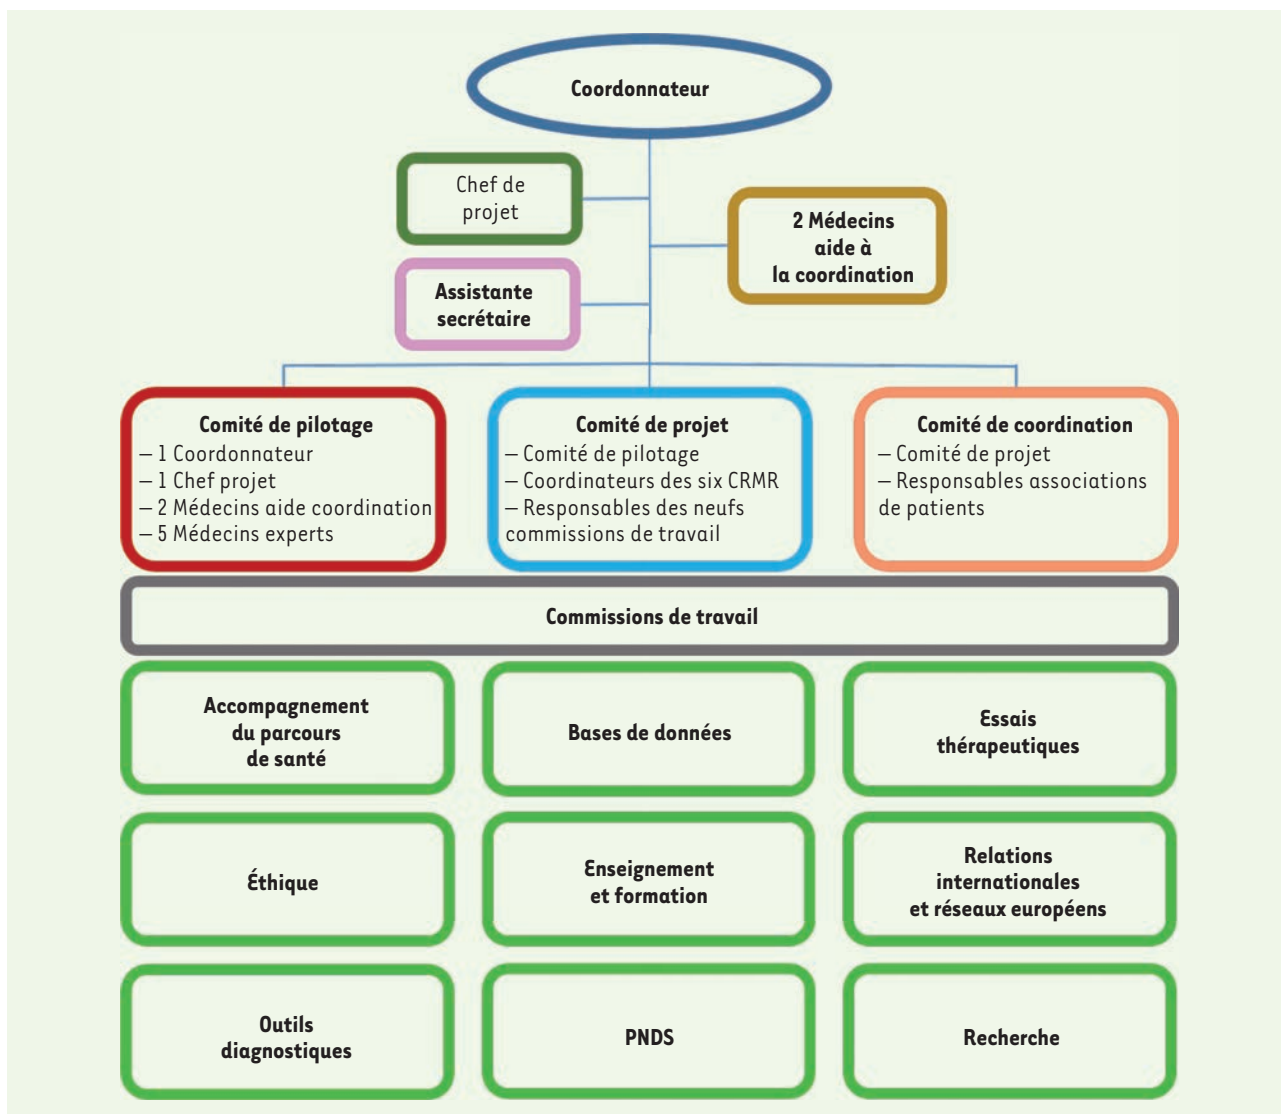 Coordonnateur
Chef de
projet
2 Médecins
aide à
la coordination
Assistante
secrétaire
Comité de pilotage
– 1 Coordonnateur
– 1 Chef projet
– 2 Médecins aide coordination
– 5 Médecins experts
Comité de projet
– Comité de pilotage
– Coordinateurs des six CRMR
– Responsables des neufs
commissions de travail
Comité de coordination
– Comité de projet
– Responsables associations
de patients
Commissions de travail
Accompagnement
du parcours
de santé
Bases de données
Essais
thérapeutiques
Éthique
Enseignement
et formation
Relations
internationales
et réseaux européens
Outils
diagnostiques
PNDS
Recherche